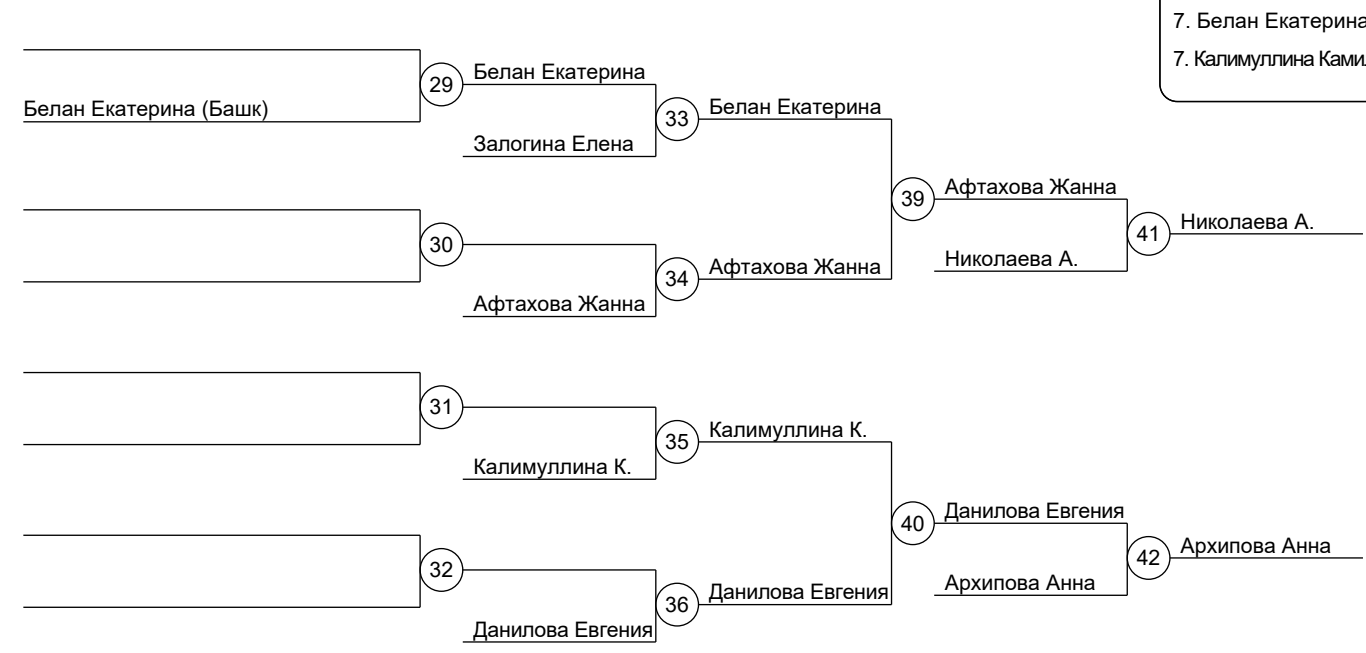 7. Белан Екатерина
7. Калимуллина
29
Белан Екатерина
Белан Екатерина (Башк)
33
Белан Екатерина
Залогина Елена
39
Афтахова Жанна
30
41
Николаева А.
34
Афтахова Жанна
Николаева А.
Афтахова Жанна
31
35
Калимуллина К.
Калимуллина К.
40
Данилова Евгения
32
42
Архипова Анна
36
Данилова Евгения
Архипова Анна
Данилова Евгения